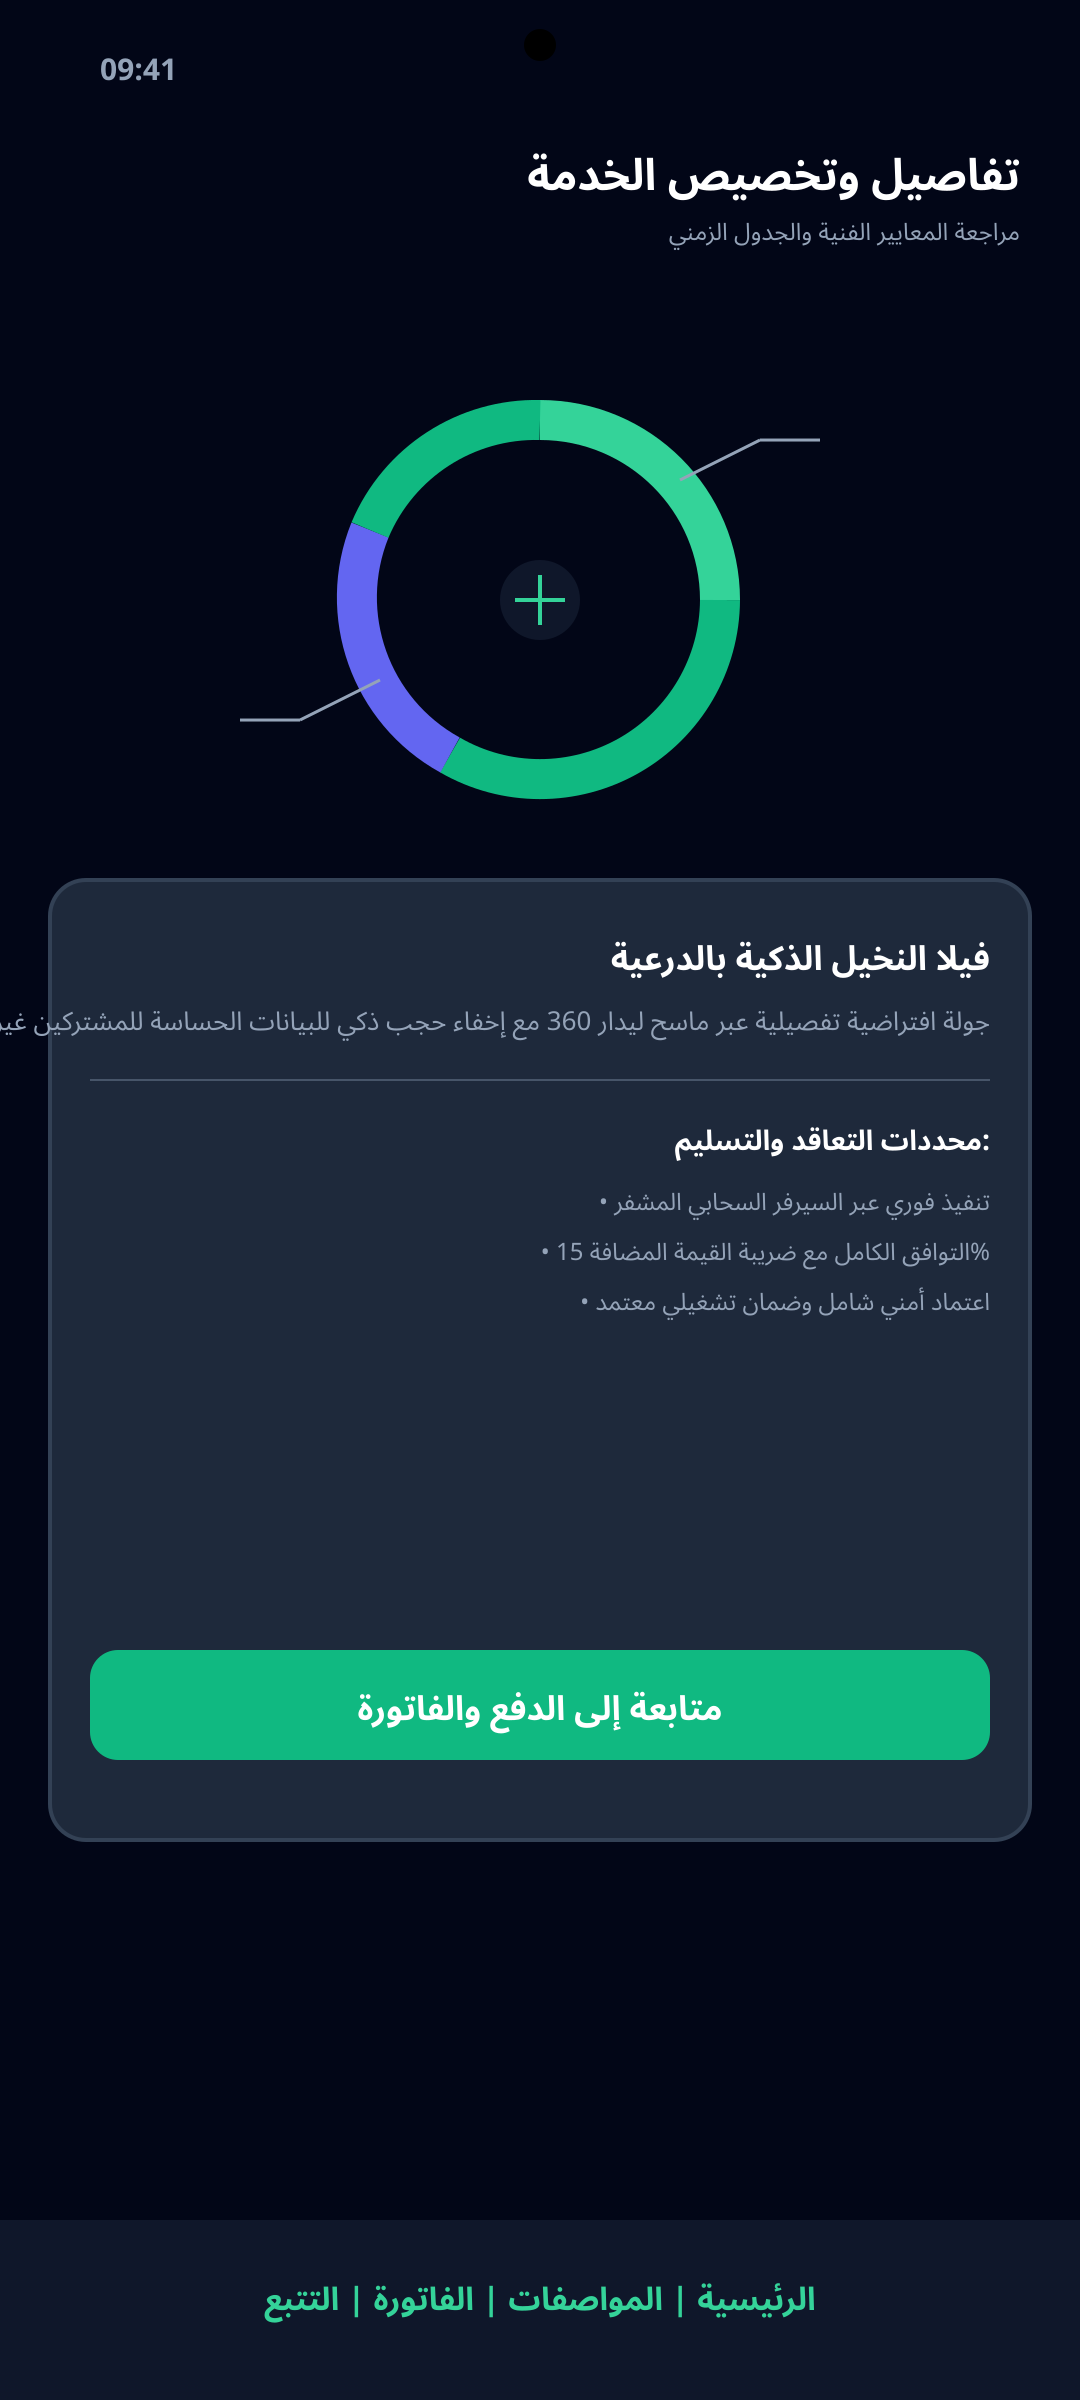 09:41
تفاصيل وتخصيص الخدمة
مراجعة المعايير الفنية والجدول الزمني
فيلا النخيل الذكية بالدرعية
جولة افتراضية تفصيلية عبر ماسح ليدار 360 مع إخفاء حجب ذكي للبيانات الحساسة للمشتركين
محددات التعاقد والتسليم:
تنفيذ فوري عبر السيرفر السحابي المشفر •
التوافق الكامل مع ضريبة القيمة المضافة 15% •
اعتماد أمني شامل وضمان تشغيلي معتمد •
متابعة إلى الدفع والفاتورة
الرئيسية | المواصفات | الفاتورة | التتبع